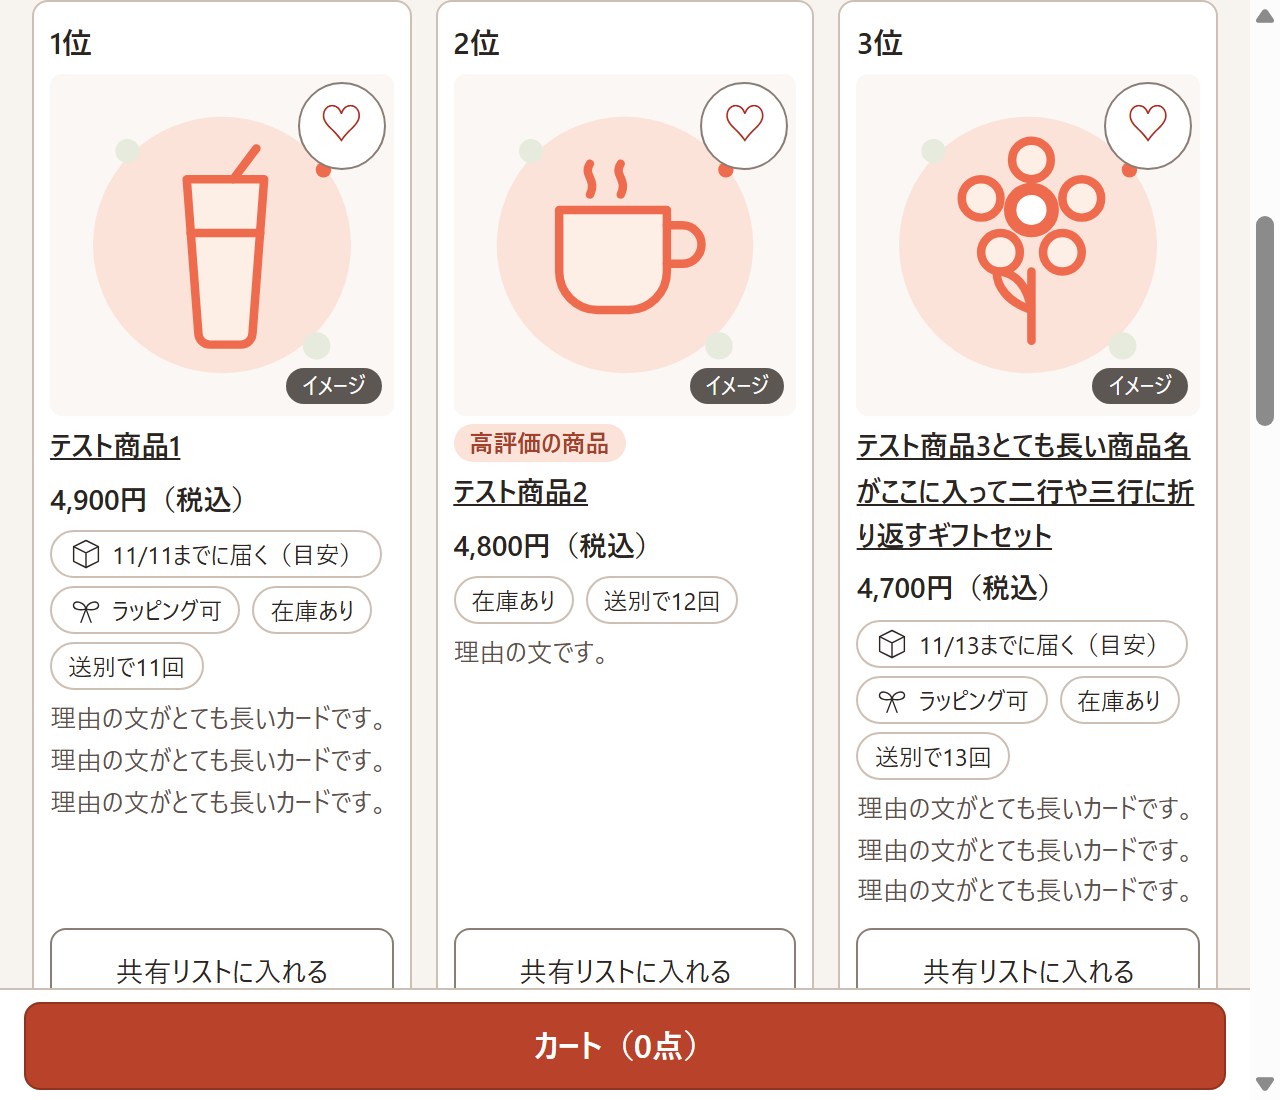 1位
イメージ
テスト商品1
4,900円（税込）
11/11までに届く（目安）
ラッピング可
在庫あり
送別で11回
理由の文がとても長いカードです。
理由の文がとても長いカードです。
理由の文がとても長いカードです。
共有リストに入れる
2位
イメージ
高評価の商品
テスト商品2
4,800円（税込）
在庫あり
送別で12回
理由の文です。
共有リストに入れる
3位
イメージ
テスト商品3とても長い商品名
がここに入って二行や三行に折
り返すギフトセット
4,700円（税込）
11/13までに届く（目安）
ラッピング可
在庫あり
送別で13回
理由の文がとても長いカードです。
理由の文がとても長いカードです。
理由の文がとても長いカードです。
共有リストに入れる
カート（0点）